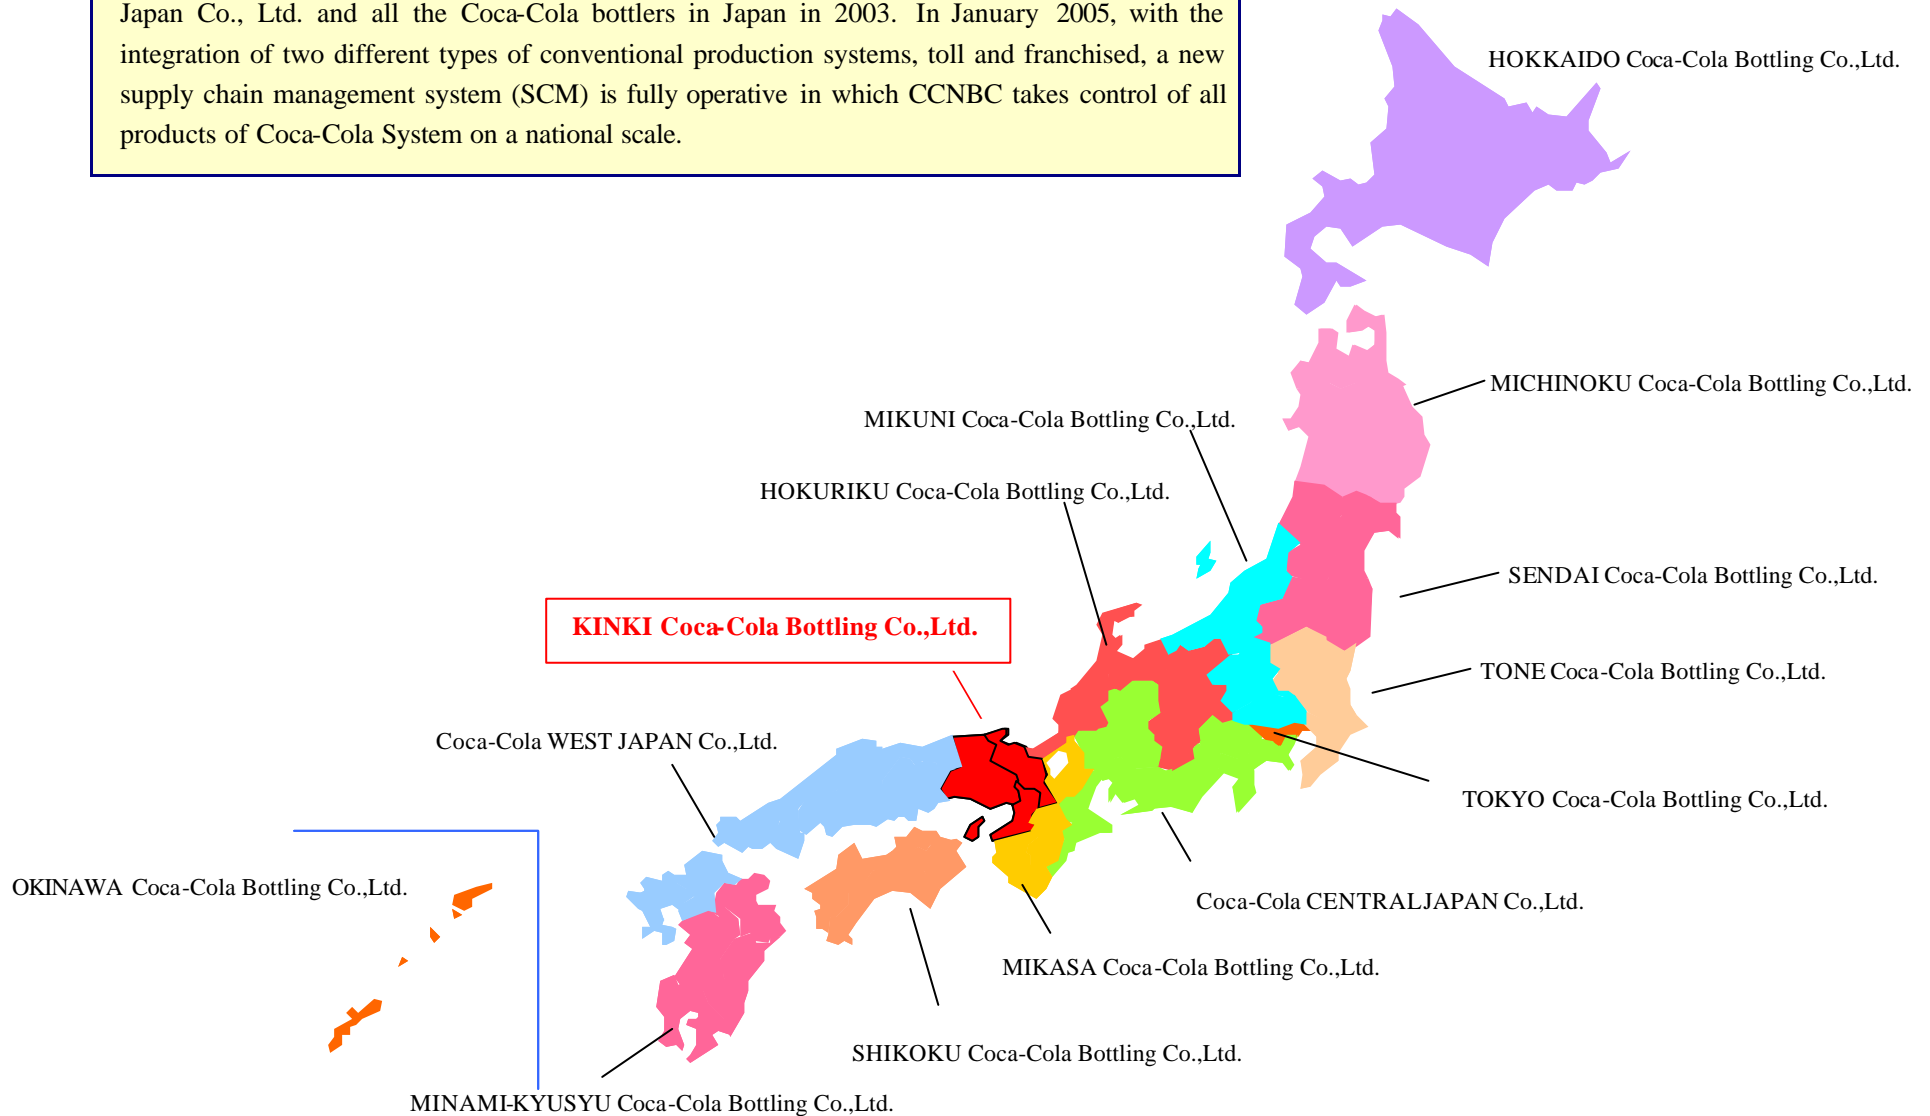 Japan Co., Ltd. and all the Coca-Cola bottlers in Japan in 2003. In January 2005, with the
integration of two different types of conventional production systems, toll and franchised, a new
supply chain management system (SCM) is fully operative in which CCNBC takes control of all
products of Coca-Cola System on a national scale.
HOKKAIDO Coca-Cola Bottling Co.,Ltd.
MICHINOKU Coca-Cola Bottling Co.,Ltd.
MIKUNI Coca-Cola Bottling Co.,Ltd.
HOKURIKU Coca-Cola Bottling Co.,Ltd.
SENDAI Coca-Cola Bottling Co.,Ltd.
KINKI Coca-Cola Bottling Co.,Ltd.
TONE Coca-Cola Bottling Co.,Ltd.
Coca-Cola WEST JAPAN Co.,Ltd.
TOKYO Coca-Cola Bottling Co.,Ltd.
OKINAWA Coca-Cola Bottling Co.,Ltd.
Coca-Cola CENTRAL JAPAN Co.,Ltd.
MIKASA Coca-Cola Bottling Co.,Ltd.
SHIKOKU Coca-Cola Bottling Co.,Ltd.
MINAMI-KYUSYU Coca-Cola Bottling Co.,Ltd.